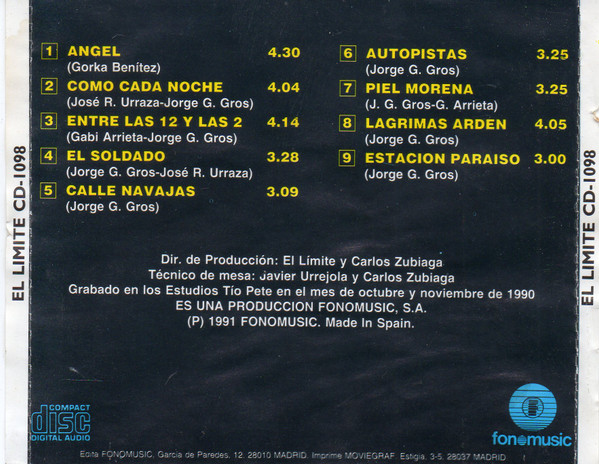 EL LIMITE CD-1098
1 ANGEL 4.30
(Gorka Benítez)
2 COMO CADA NOCHE 4.04
(José R. Urraza-Jorge G. Gros)
3 ENTRE LAS 12 Y LAS 2 4.14
(Gabi Arrieta-Jorge G. Gros)
4 EL SOLDADO 3.28
(Jorge G. Gros-José R. Urraza)
5 CALLE NAVAJAS 3.09
(Jorge G. Gros)
6 AUTOPISTAS 3.25
(Jorge G. Gros)
7 PIEL MORENA 3.25
(J. G. Gros-G. Arrieta)
8 LAGRIMAS ARDEN 4.05
(Jorge G. Gros)
9 ESTACION PARAISO 3.00
(Jorge G. Gros)
EL LIMITE CD-1098
Dir. de Producción: El Límite y Carlos Zubiaga
Técnico de mesa: Javier Urrejola y Carlos Zubiaga
Grabado en los Estudios Tío Pete en el mes de octubre y noviembre de 1990
ES UNA PRODUCCION FONOMUSIC, S.A.
(P) 1991 FONOMUSIC. Made In Spain.
COMPACT
disc
DIGITAL AUDIO
fonomusic
Edita FONOMUSIC, García de Paredes, 12. 28010 MADRID. Imprime MOVIEGRAF. Estigia, 3-5. 28037 MADRID